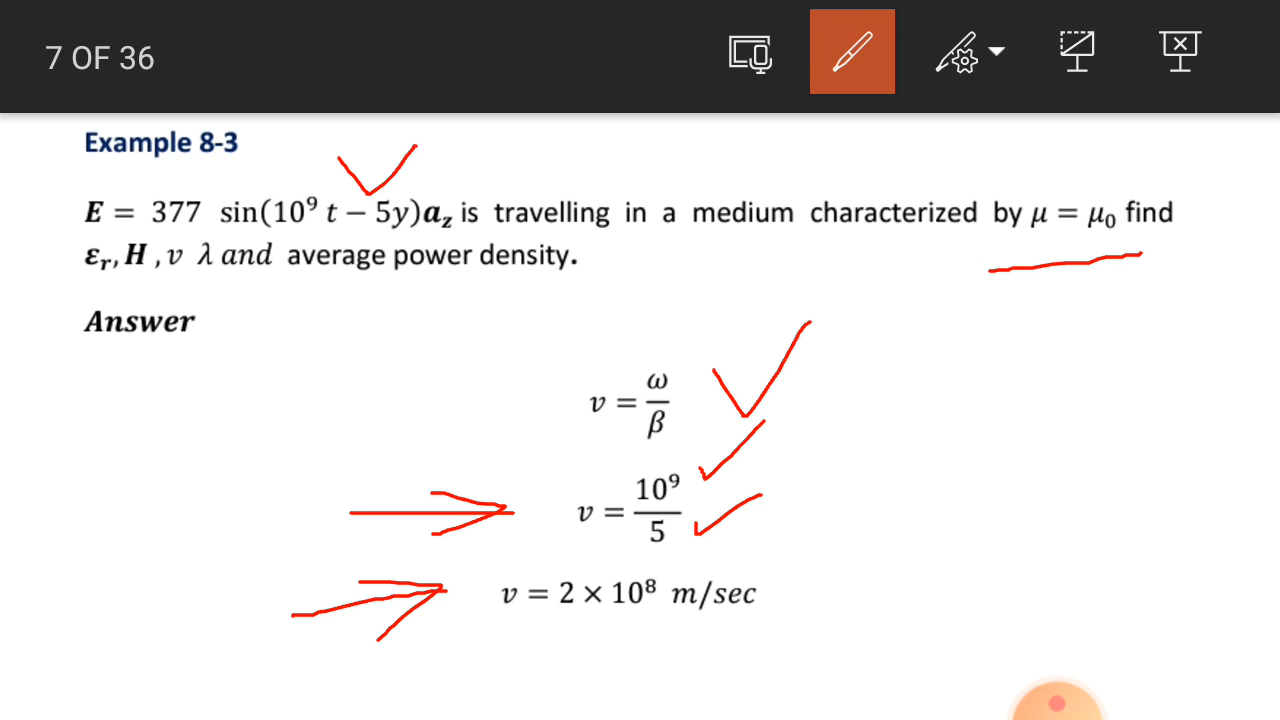 7 OF 36
Example 8-3
E = 377 sin(10⁹ t − 5y)a_z is travelling in a medium characterized by μ = μ₀ find
ε_r, H , v λ and average power density.
Answer
v = ω/β
v = 10⁹/5
v = 2 × 10⁸ m/sec